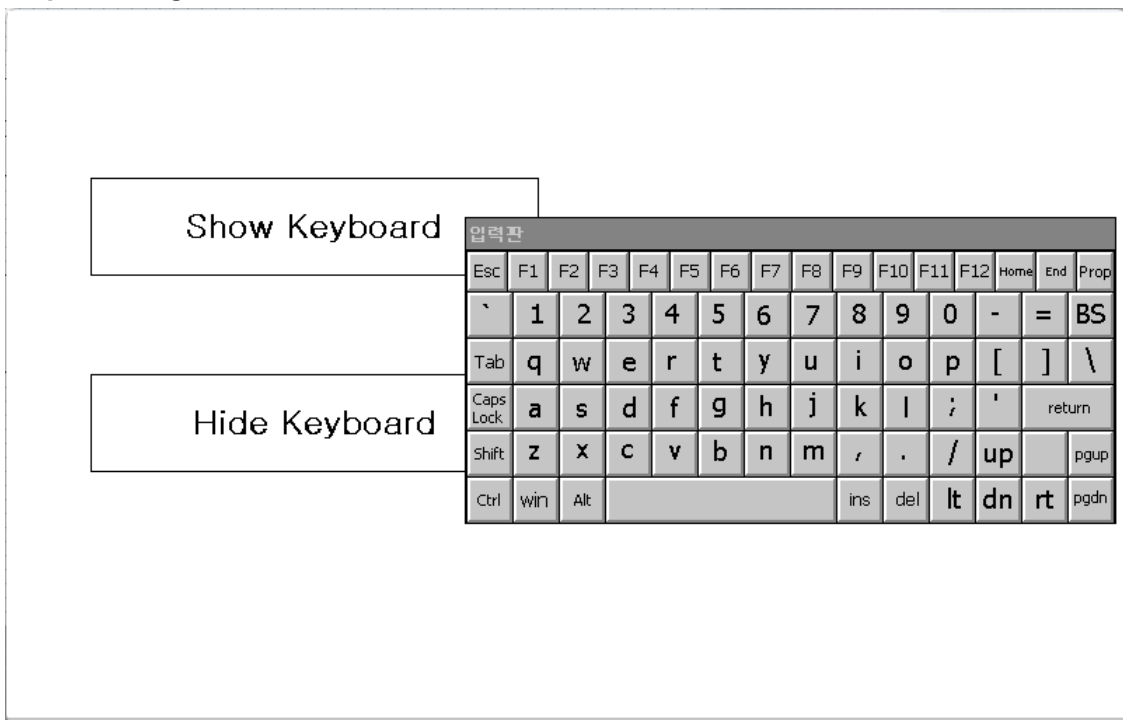 Show Keyboard
입력판
Esc F1 F2 F3 F4 F5 F6 F7 F8 F9 F10 F11 F12 Home End Prop
` 1 2 3 4 5 6 7 8 9 0 - = BS
Tab q w e r t y u i o p [ ] \
Caps Lock a s d f g h j k l ; ' return
Shift z x c v b n m , . / up pgup
Ctrl win Alt ins del lt dn rt pgdn
Hide Keyboard